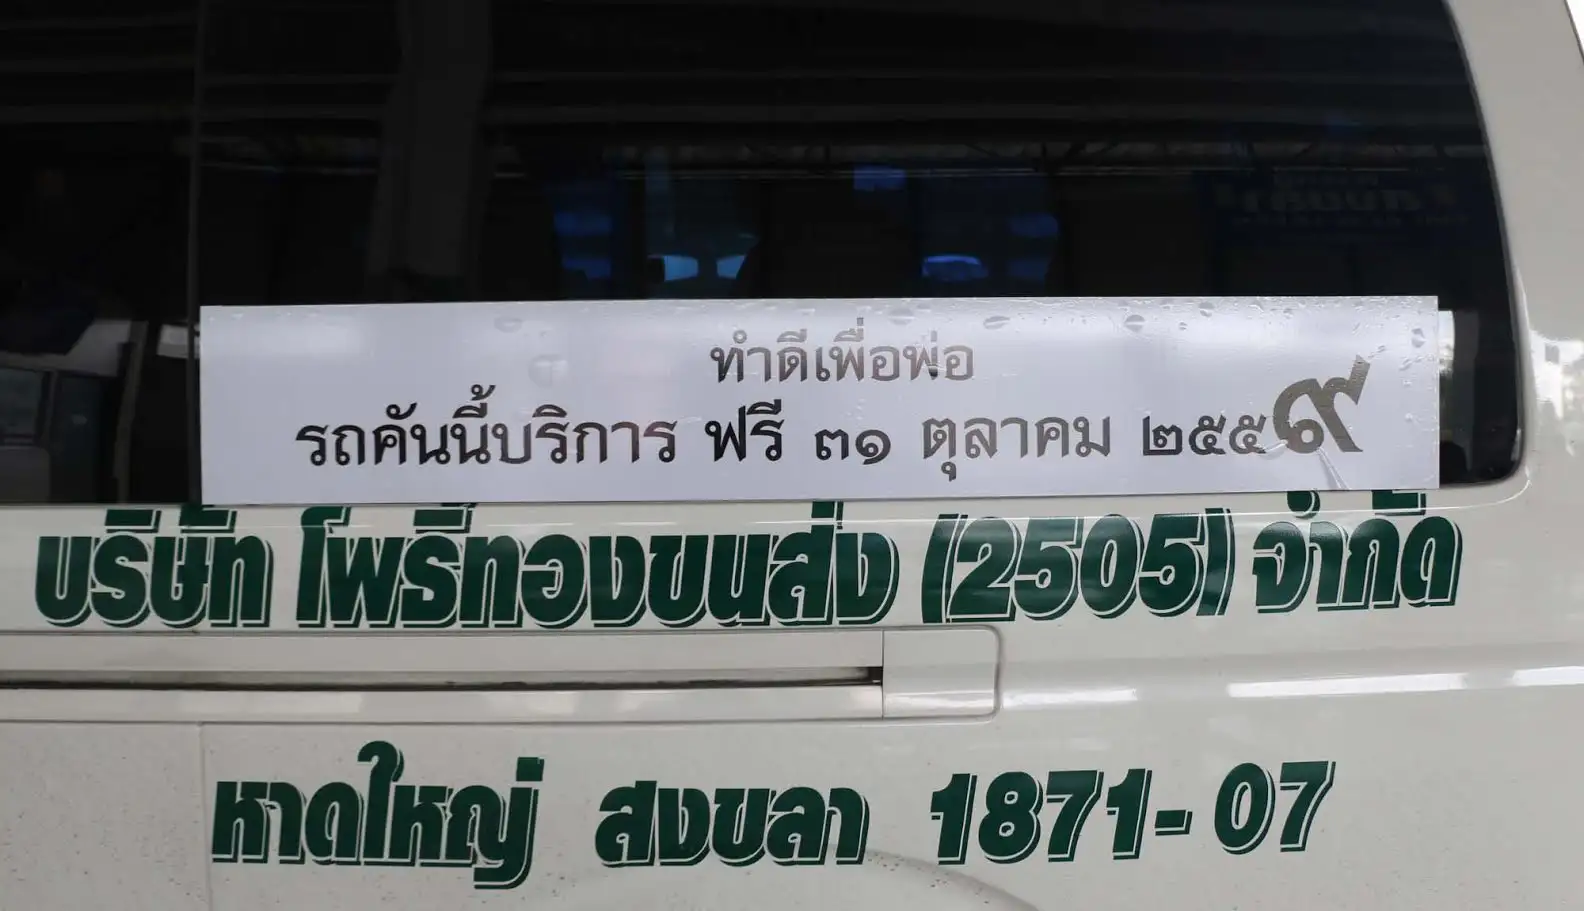 ทำดีเพื่อพ่อ
รถคันนี้บริการ ฟรี ๓๑ ตุลาคม ๒๕๕๙
บริษัท โพธิ์ทองขนส่ง (2505) จำกัด
หาดใหญ่ สงขลา 1871-07